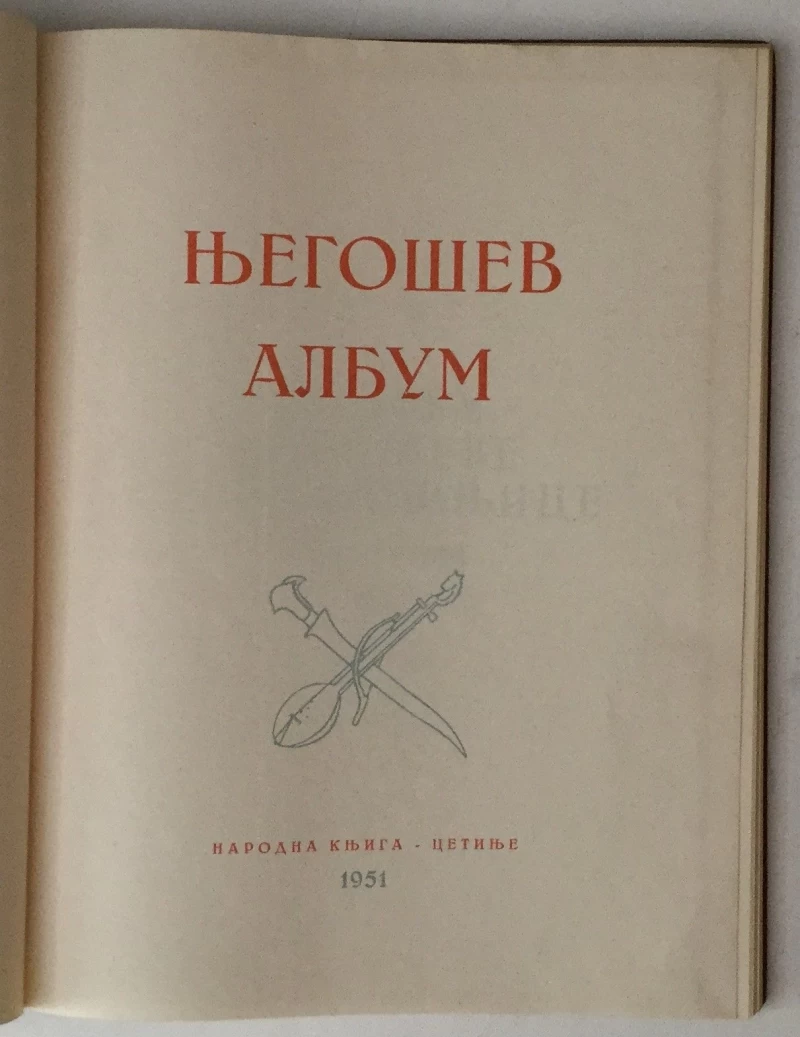 ЊЕГОШЕВ
АЛБУМ
НАРОДНА КЊИГА - ЦЕТИЊЕ
1951